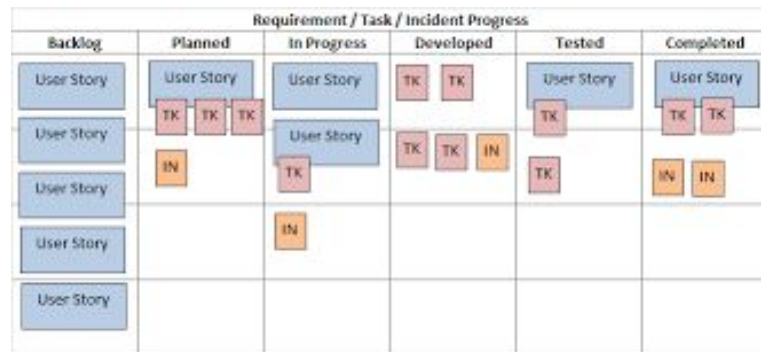 Requirement / Task / Incident Progress
Backlog Planned In Progress Developed Tested Completed
User Story User Story User Story TK TK User Story User Story
TK TK TK TK TK TK
User Story User Story TK TK IN
IN TK TK IN IN
User Story
User Story IN
User Story